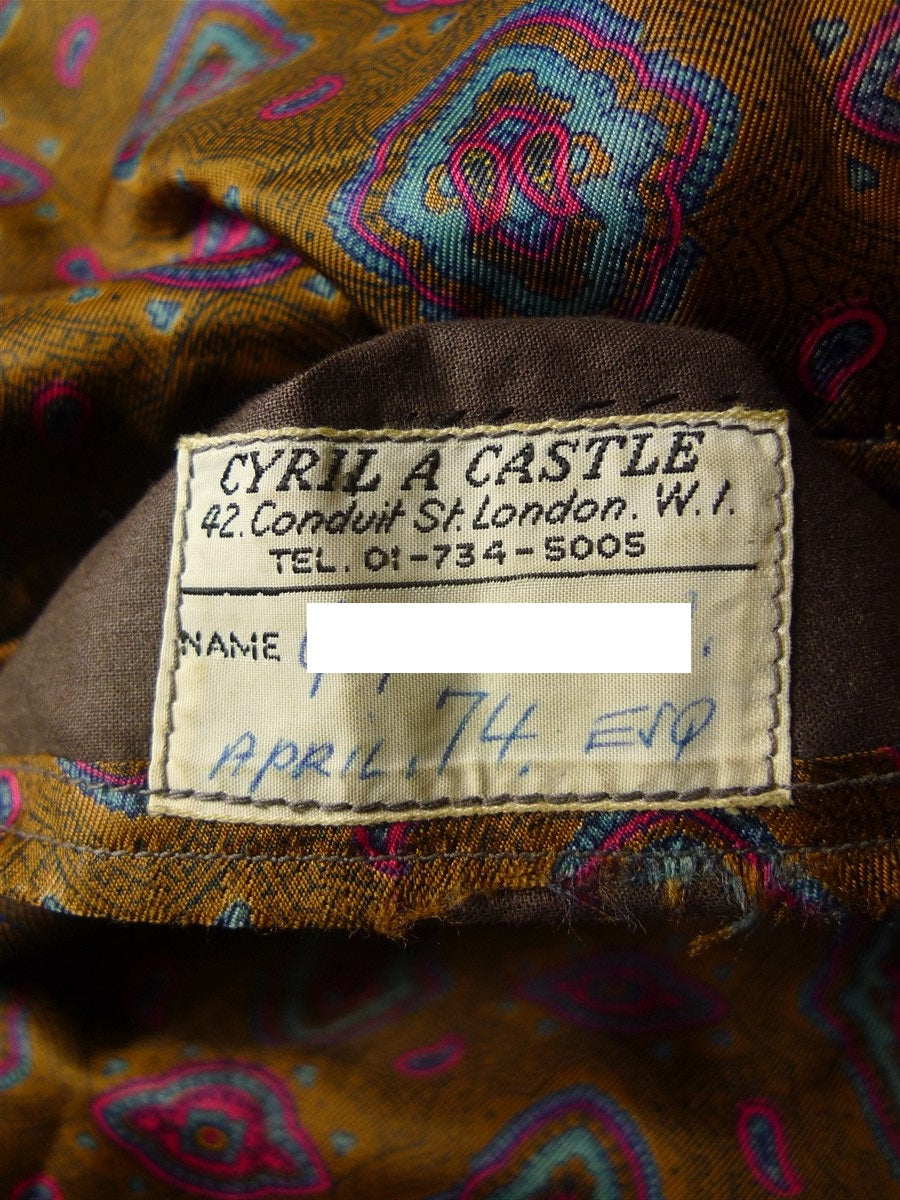 CYRIL A CASTLE
42. Conduit St. London. W.1.
TEL. 01-734-5005
NAME
APRIL. 74. ESQ